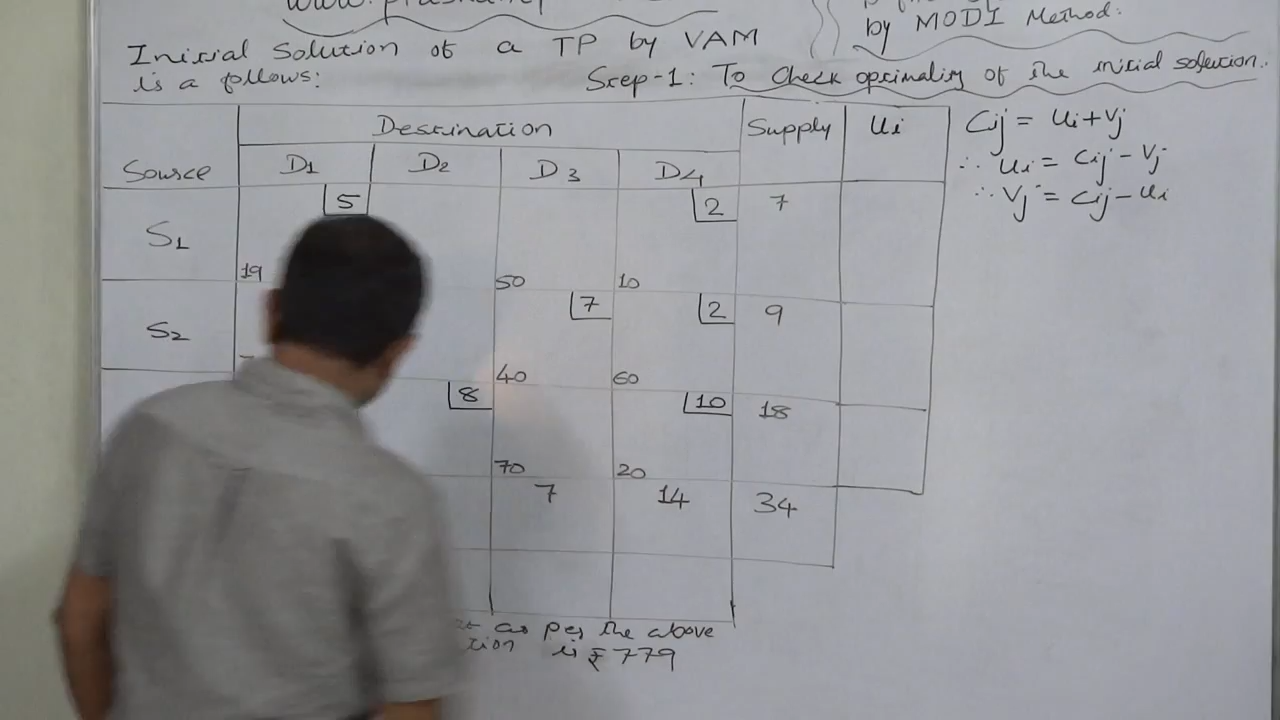 by MODI Method.
Initial Solution of a TP by VAM
is a follows:
Step-1: To Check optimality of the initial solution..
Source Destination Supply ui
D1 D2 D3 D4
S1 5 2 7
19 50 10
S2 7 2 9
40 60
8 10 18
70 20
7 14 34
as per the above
tion is ₹779
Cij = ui+vj
∴ ui = Cij - vj
∴ vj = Cij - ui